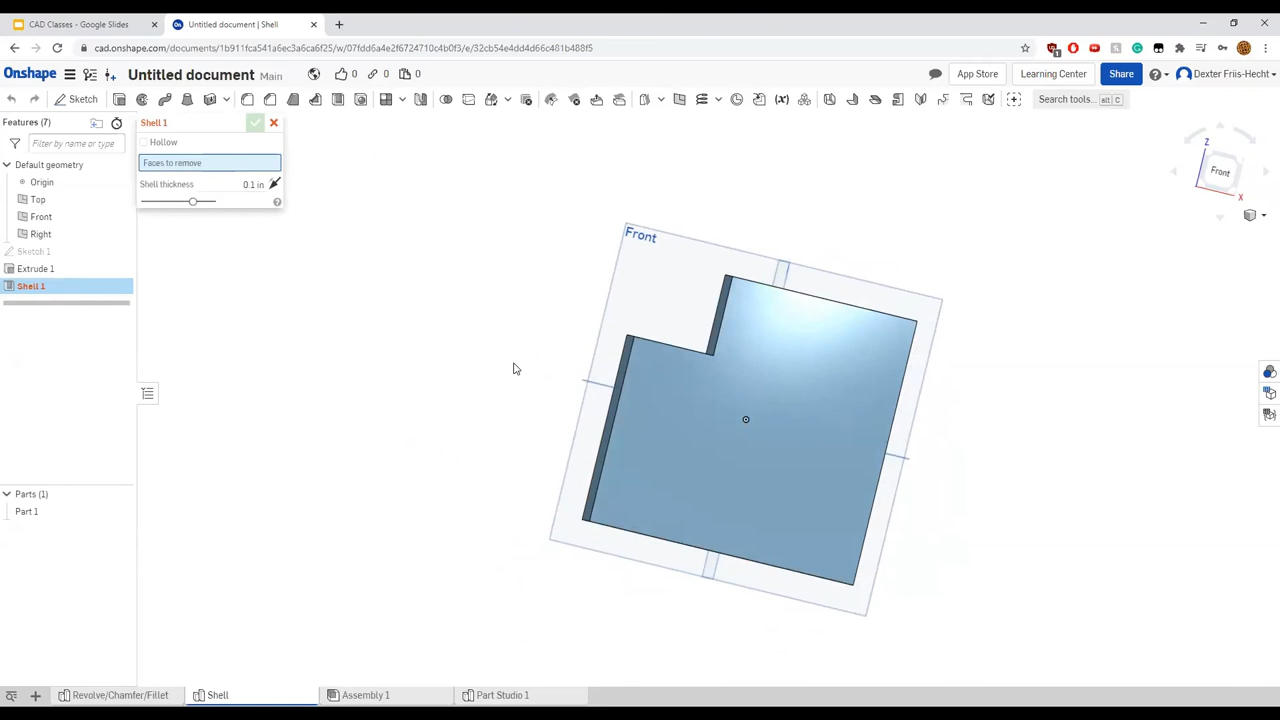 CAD Classes - Google Slides
Untitled document | Shell
cad.onshape.com/documents/1b911fca541a6ec3a6ca6f25/w/07fdd6a4e2f6724710c4b0f3/e/32cb54e4dd4d66c481b488f5
Onshape
Untitled document Main
0
0
0
App Store
Learning Center
Share
Dexter Friis-Hecht
Sketch
Search tools...
alt C
Features (7)
Filter by name or type
Default geometry
Origin
Top
Front
Right
Sketch 1
Extrude 1
Shell 1
Parts (1)
Part 1
Shell 1
Hollow
Faces to remove
Shell thickness 0.1 in
Front
Z
Front
X
Revolve/Chamfer/Fillet
Shell
Assembly 1
Part Studio 1